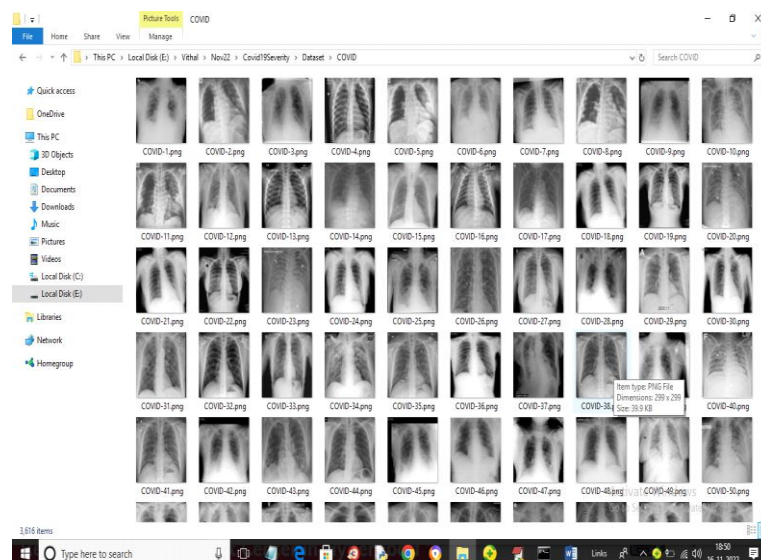 Picture Tools COVID
File Home Share View Manage
This PC > Local Disk (E:) > Vithal > Nov22 > Covid19Severity > Dataset > COVID
Search COVID
Quick access
OneDrive
This PC
3D Objects
Desktop
Documents
Downloads
Music
Pictures
Videos
Local Disk (C:)
Local Disk (E:)
Libraries
Network
Homegroup
COVID-1.png COVID-2.png COVID-3.png COVID-4.png COVID-5.png COVID-6.png COVID-7.png COVID-8.png COVID-9.png COVID-10.png
COVID-11.png COVID-12.png COVID-13.png COVID-14.png COVID-15.png COVID-16.png COVID-17.png COVID-18.png COVID-19.png COVID-20.png
COVID-21.png COVID-22.png COVID-23.png COVID-24.png COVID-25.png COVID-26.png COVID-27.png COVID-28.png COVID-29.png COVID-30.png
COVID-31.png COVID-32.png COVID-33.png COVID-34.png COVID-35.png COVID-36.png COVID-37.png COVID-38.p COVID-40.png
Item type: PNG File
Dimensions: 299 x 299
Size: 39.9 KB
COVID-41.png COVID-42.png COVID-43.png COVID-44.png COVID-45.png COVID-46.png COVID-47.png COVID-48.png COVID-49.png COVID-50.png
3,616 items
Type here to search
Links
18:50